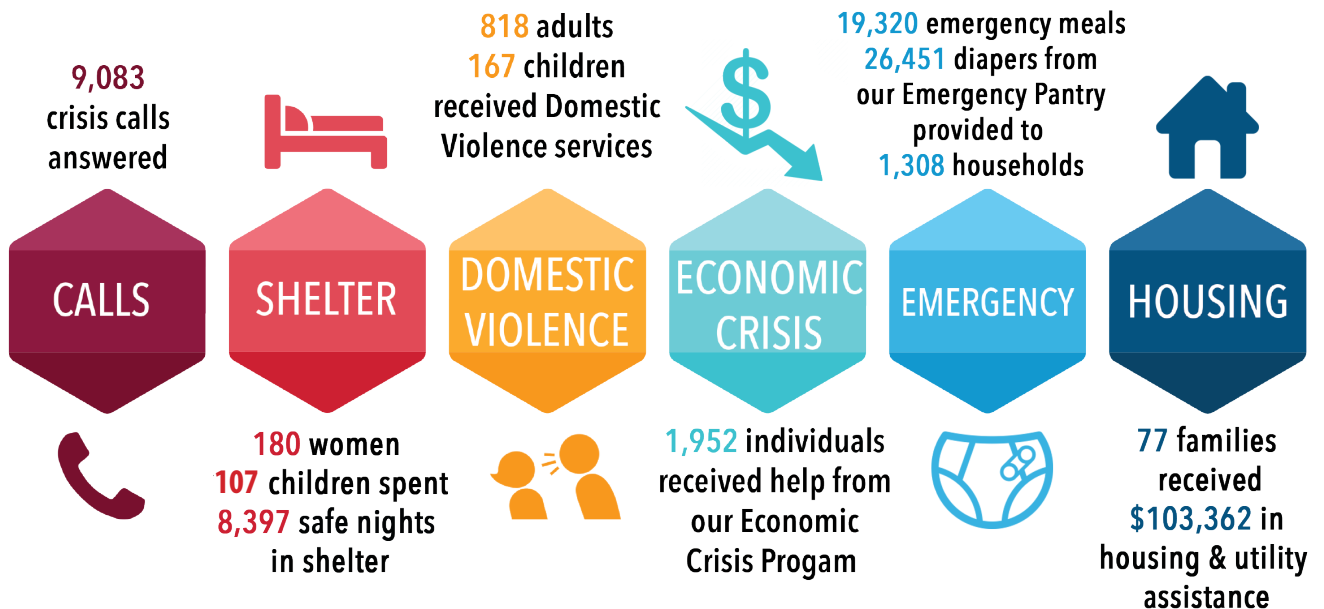 9,083
crisis calls
answered
CALLS
SHELTER
180 women
107 children spent
8,397 safe nights
in shelter
818 adults
167 children
received Domestic
Violence services
DOMESTIC
VIOLENCE
ECONOMIC
CRISIS
1,952 individuals
received help from
our Economic
Crisis Progam
19,320 emergency meals
26,451 diapers from
our Emergency Pantry
provided to
1,308 households
EMERGENCY
HOUSING
77 families
received
$103,362 in
housing & utility
assistance